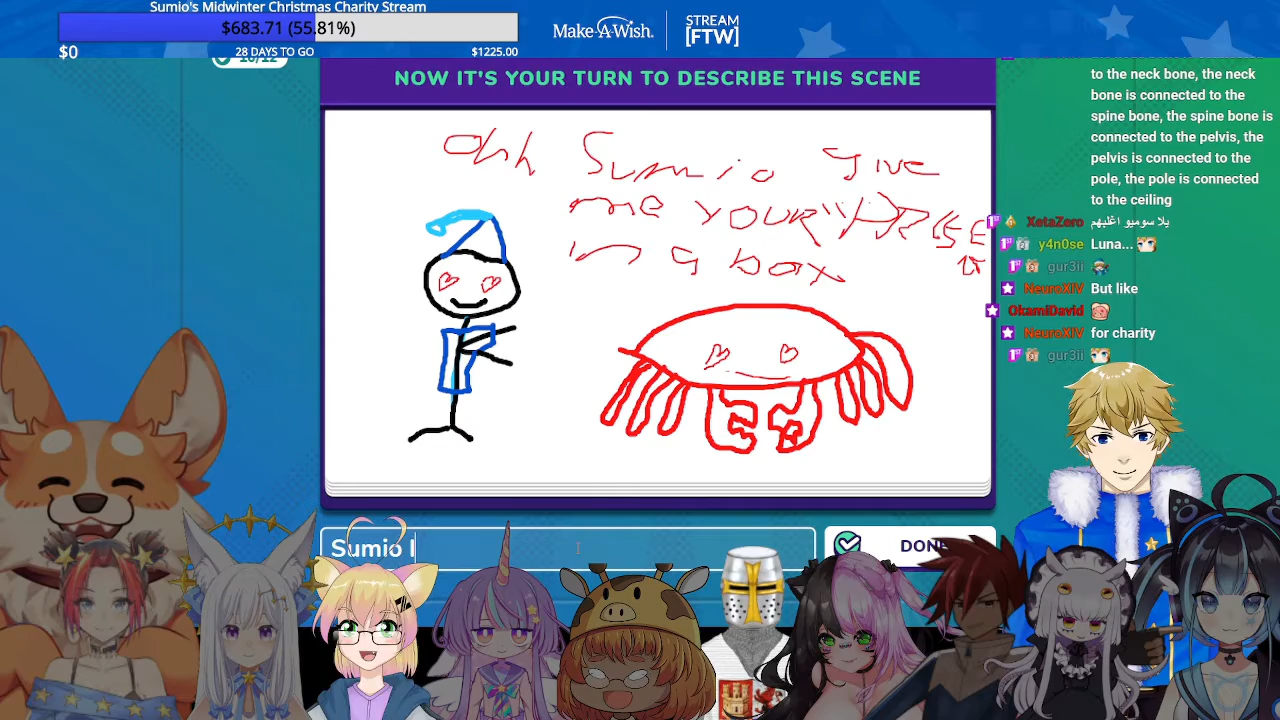 Sumio's Midwinter Christmas Charity Stream
$683.71 (55.81%)
$0
28 DAYS TO GO
$1225.00
Make-A-Wish.
STREAM
[FTW]
NOW IT'S YOUR TURN TO DESCRIBE THIS SCENE
Ohh Sumio give
me YOUR
in a box
Sumio I
DONE
to the neck bone, the neck
bone is connected to the
spine bone, the spine bone is
connected to the pelvis, the
pelvis is connected to the
pole, the pole is connected
to the ceiling
XetaZero يلا سوميو اغلبهم
y4n0se Luna...
gur3ii
NeuroXIV But like
OkamiDavid
NeuroXIV for charity
gur3ii